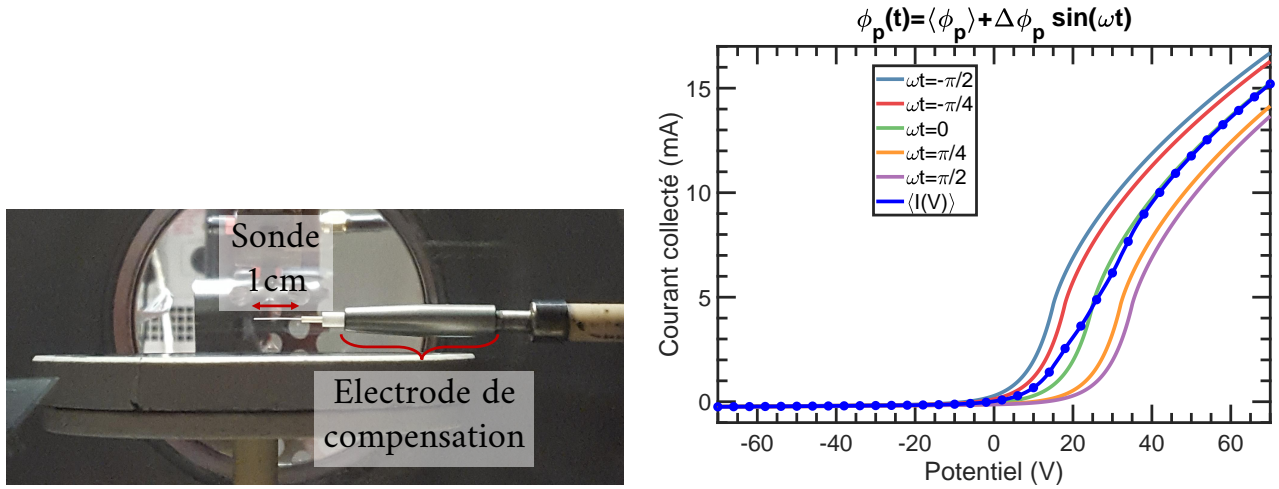 Sonde
1cm
Electrode de
compensation
ϕₚ(t)=⟨ϕₚ⟩+Δϕₚ sin(ωt)
Courant collecté (mA)
15
10
5
0
ωt=-π/2
ωt=-π/4
ωt=0
ωt=π/4
ωt=π/2
⟨I(V)⟩
-60 -40 -20 0 20 40 60
Potentiel (V)